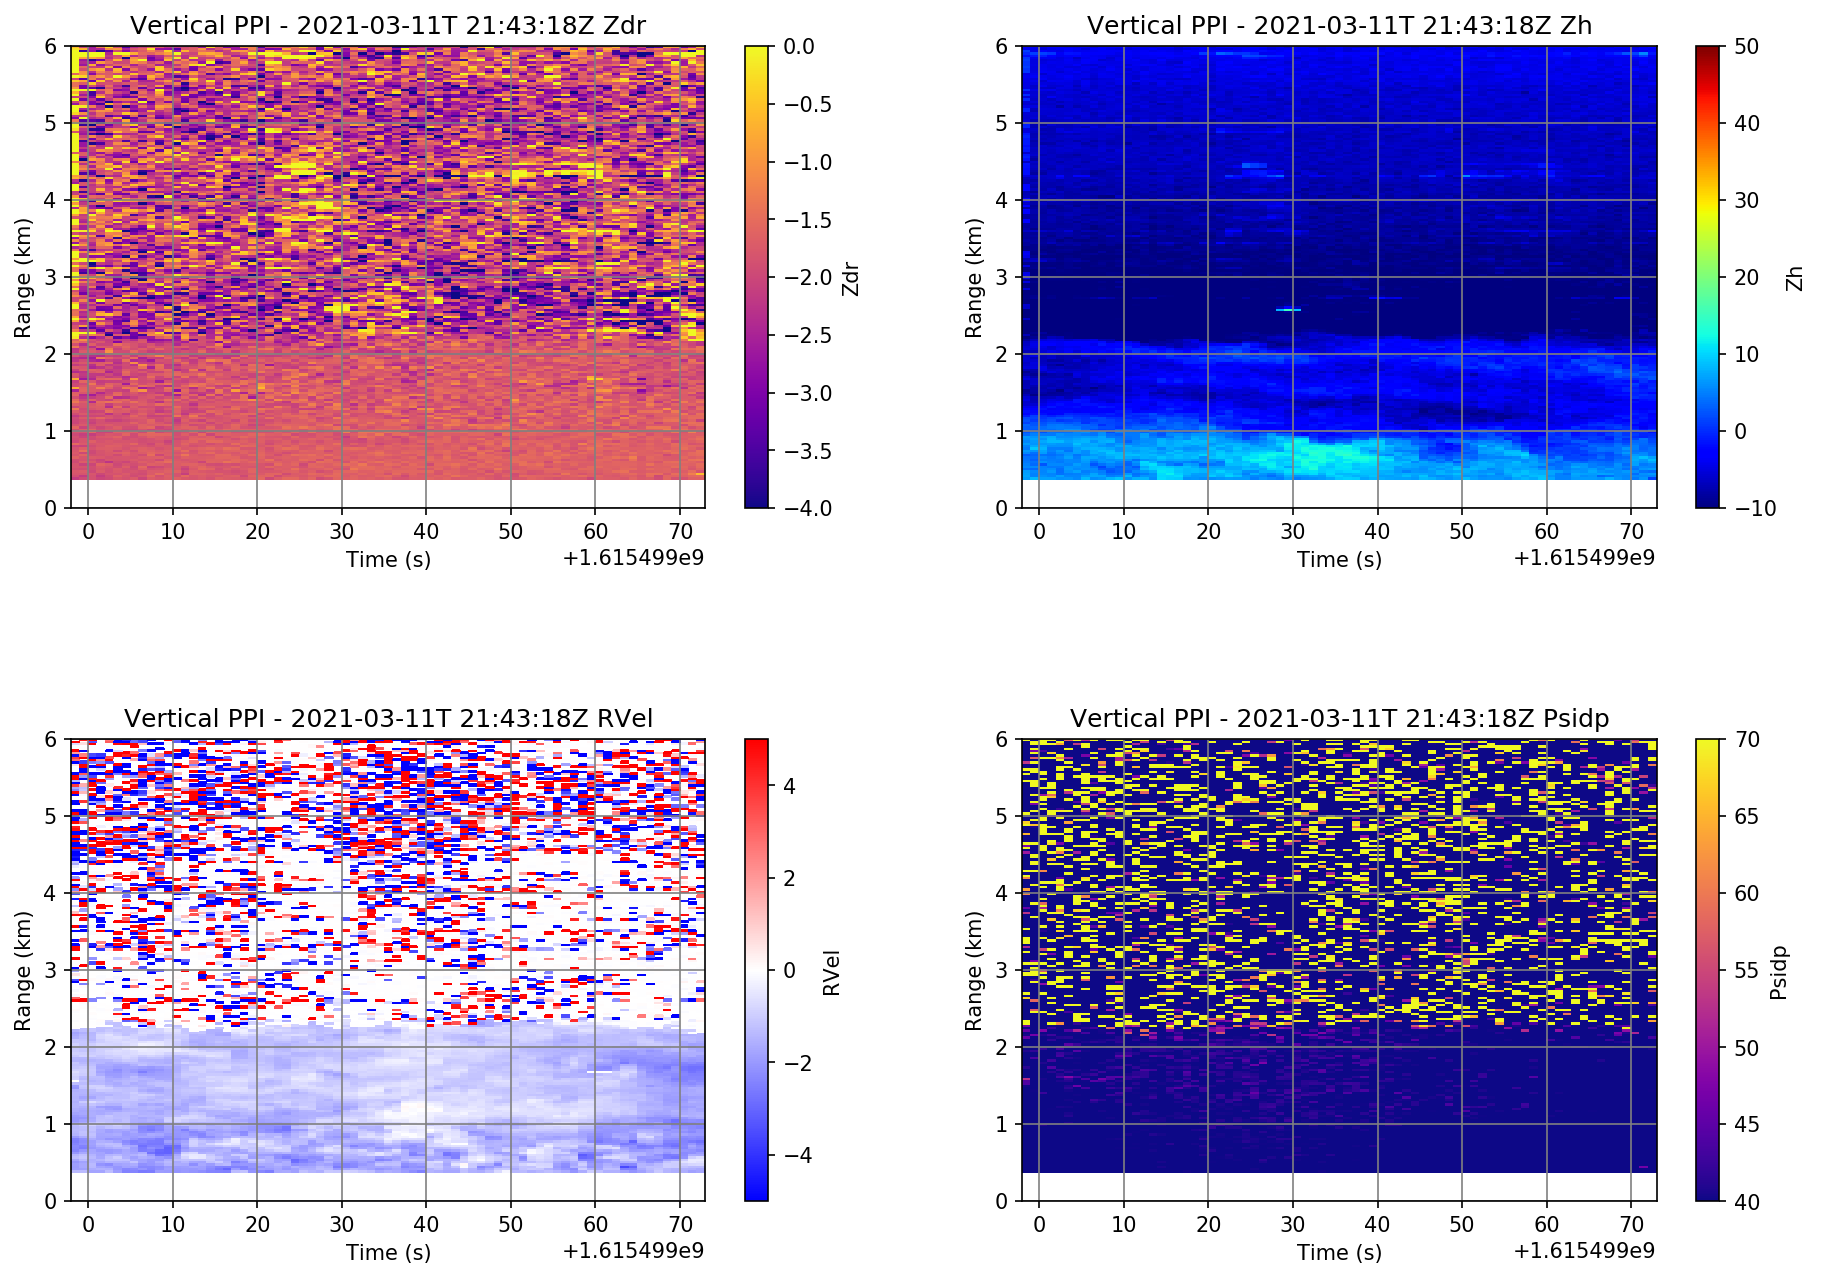 Vertical PPI - 2021-03-11T 21:43:18Z Zdr
6
5
4
3
2
1
0
Range (km)
0 10 20 30 40 50 60 70
Time (s)
+1.615499e9
0.0
−0.5
−1.0
−1.5
−2.0
−2.5
−3.0
−3.5
−4.0
Zdr
Vertical PPI - 2021-03-11T 21:43:18Z Zh
6
5
4
3
2
1
0
Range (km)
0 10 20 30 40 50 60 70
Time (s)
+1.615499e9
50
40
30
20
10
0
−10
Zh
Vertical PPI - 2021-03-11T 21:43:18Z RVel
6
5
4
3
2
1
0
Range (km)
0 10 20 30 40 50 60 70
Time (s)
+1.615499e9
4
2
0
−2
−4
RVel
Vertical PPI - 2021-03-11T 21:43:18Z Psidp
6
5
4
3
2
1
0
Range (km)
0 10 20 30 40 50 60 70
Time (s)
+1.615499e9
70
65
60
55
50
45
40
Psidp